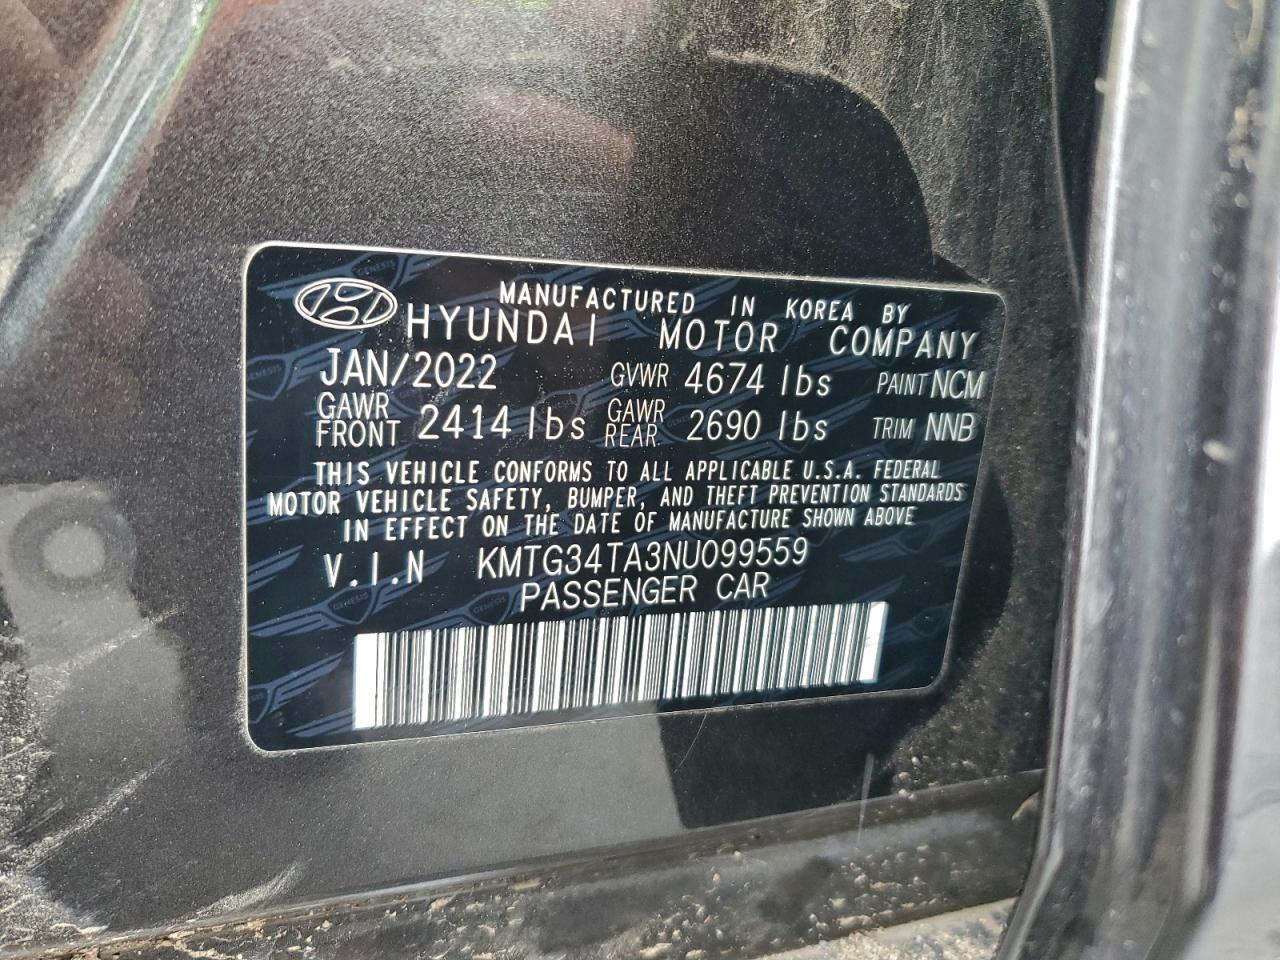 MANUFACTURED IN KOREA BY
HYUNDAI MOTOR COMPANY
JAN/2022 GVWR 4674 lbs PAINT NCM
GAWR FRONT 2414 lbs GAWR REAR 2690 lbs TRIM NNB
THIS VEHICLE CONFORMS TO ALL APPLICABLE U.S.A. FEDERAL
MOTOR VEHICLE SAFETY, BUMPER, AND THEFT PREVENTION STANDARDS
IN EFFECT ON THE DATE OF MANUFACTURE SHOWN ABOVE
V.I.N KMTG34TA3NU099559
PASSENGER CAR
GENESIS